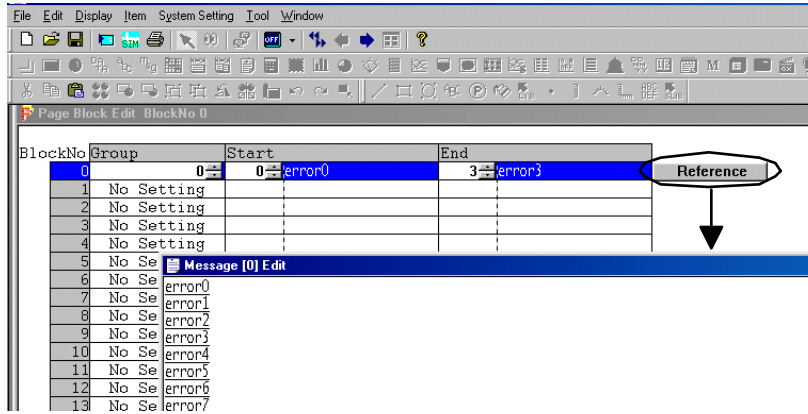 File Edit Display Item System Setting Tool Window
SIM OFF
M
Page Block Edit BlockNo 0
BlockNo Group Start End
0 0 0 error0 3 error3 Reference
1 No Setting
2 No Setting
3 No Setting
4 No Setting
5 No Se Message [0] Edit
6 No Se error0
7 No Se error1
8 No Se error2
9 No Se error3
10 No Se error4
11 No Se error5
12 No Se error6
13 No Se error7